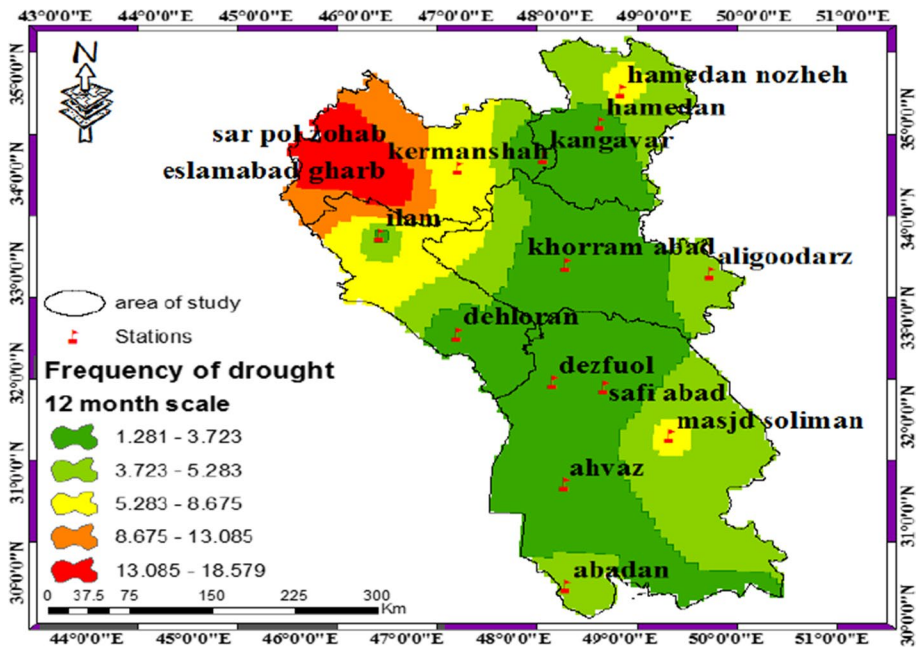 43°0'0"E 44°0'0"E 45°0'0"E 46°0'0"E 47°0'0"E 48°0'0"E 49°0'0"E 50°0'0"E 51°0'0"E
N
35°0'0"N
34°0'0"N
33°0'0"N
32°0'0"N
31°0'0"N
30°0'0"N
hamedan nozheh
hamedan
sar pol zohab
kermanshah
kangavar
eslamabad gharb
ilam
khorram abad
aligoodarz
dehloran
dezfuol
safi abad
masjd soliman
ahvaz
abadan
area of study
Stations
Frequency of drought
12 month scale
1.281 - 3.723
3.723 - 5.283
5.283 - 8.675
8.675 - 13.085
13.085 - 18.579
0 37.5 75 150 225 300
Km
35°0'0"N
34°0'0"N
33°0'0"N
32°0'0"N
31°0'0"N
30°0'0"N
44°0'0"E 45°0'0"E 46°0'0"E 47°0'0"E 48°0'0"E 49°0'0"E 50°0'0"E 51°0'0"E